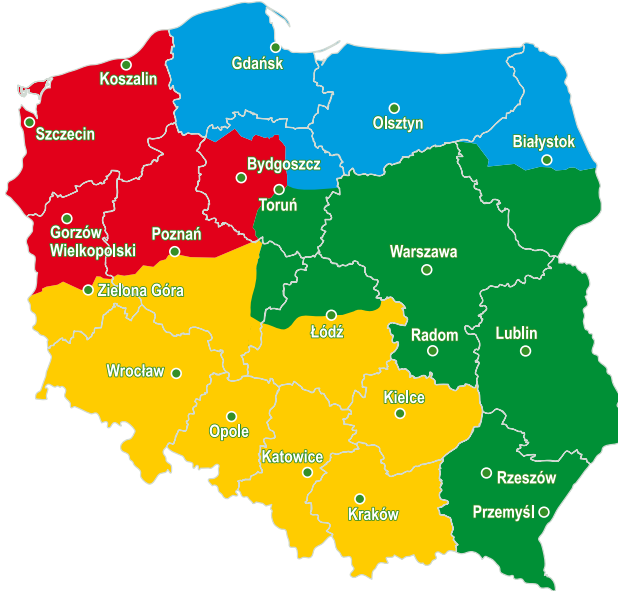 Gdańsk
Koszalin
Olsztyn
Szczecin
Białystok
Bydgoszcz
Toruń
Gorzów
Wielkopolski
Poznań
Warszawa
Zielona Góra
Łódź
Radom
Lublin
Wrocław
Kielce
Opole
Katowice
Rzeszów
Kraków
Przemyśl